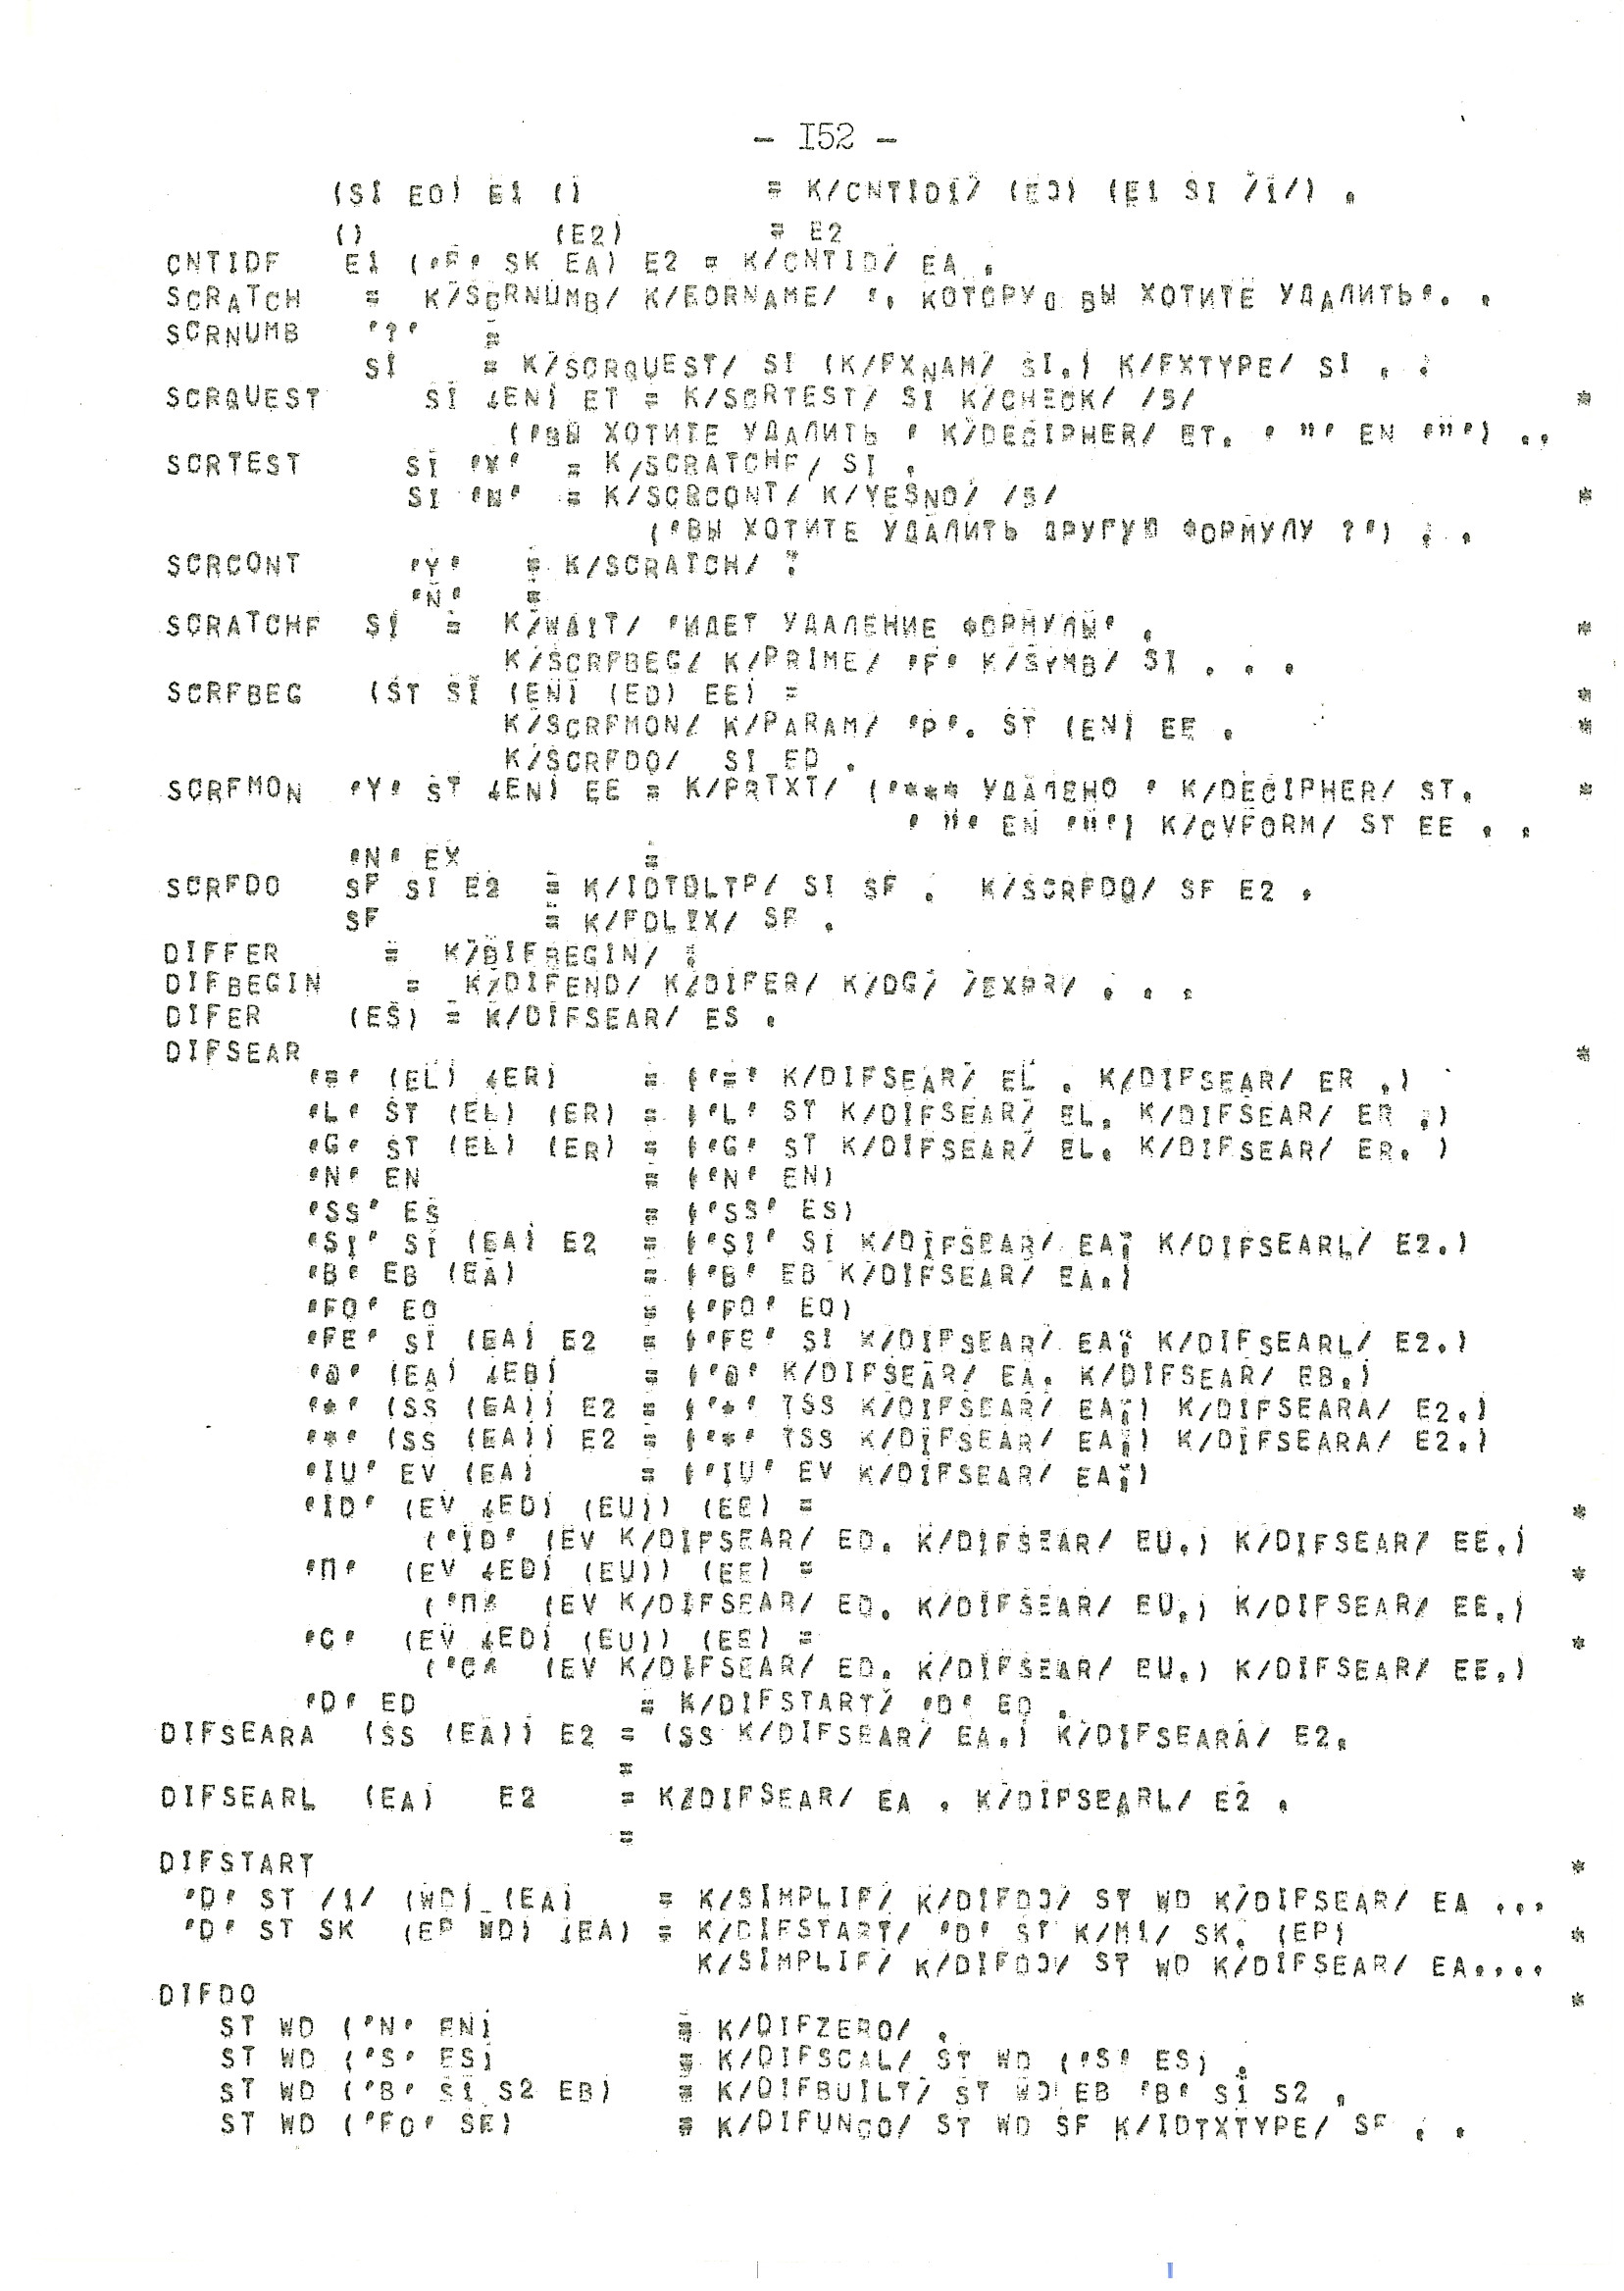 - I52 -
(SI EO) E1 () = K/CNTID1/ (EO) (E1 SI /1/) .
() (E2) = E2
CNTIDF E1 ('F' SK EA) E2 = K/CNTID/ EA .
SCRATCH = K/SCRNUMB/ K/FORNAME/ '. КОТОРУЮ ВЫ ХОТИТЕ УДАЛИТЬ'. .
SCRNUMB '?' =
SI = K/SCRQUEST/ SI (K/FXNAM/ SI.) K/FXTYPE/ SI . .
SCRQUEST SI (EN) ET = K/SCRTEST/ SI K/CHECK/ /5/ *
('ВЫ ХОТИТЕ УДАЛИТЬ ' K/DECIPHER/ ET. ' "' EN '"') ..
SCRTEST SI 'Y' = K/SCRATCHF/ SI .
SI 'N' = K/SCRCONT/ K/YESNO/ /5/ *
('ВЫ ХОТИТЕ УДАЛИТЬ ДРУГУЮ ФОРМУЛУ ?') . .
SCRCONT 'Y' = K/SCRATCH/ .
'N' =
SCRATCHF SI = K/WAIT/ 'ИДЕТ УДАЛЕНИЕ ФОРМУЛЫ' . *
K/SCRFBEG/ K/PRIME/ 'F' K/SYMB/ SI . . .
SCRFBEG (ST SI (EN) (ED) EE) = *
K/SCRFMON/ K/PARAM/ 'P'. ST (EN) EE . *
K/SCRFDO/ SI ED .
SCRFMON 'Y' ST (EN) EE = K/PRTXT/ ('*** УДАЛЕНО ' K/DECIPHER/ ST. *
' "' EN '"') K/CVFORM/ ST EE . .
'N' EX =
SCRFDO SF SI E2 = K/IDTDLTF/ SI SF . K/SCRFDO/ SF E2 .
SF = K/FDLIX/ SF .
DIFFER = K/DIFBEGIN/ .
DIFBEGIN = K/DIFEND/ K/DIFER/ K/DG/ /EXPR/ . . .
DIFER (ES) = K/DIFSEAR/ ES .
DIFSEAR *
'=' (EL) (ER) = ('=' K/DIFSEAR/ EL . K/DIFSEAR/ ER .)
'L' ST (EL) (ER) = ('L' ST K/DIFSEAR/ EL. K/DIFSEAR/ ER .)
'G' ST (EL) (ER) = ('G' ST K/DIFSEAR/ EL. K/DIFSEAR/ ER. )
'N' EN = ('N' EN)
'SS' ES = ('SS' ES)
'SI' SI (EA) E2 = ('SI' SI K/DIFSEAR/ EA. K/DIFSEARL/ E2.)
'B' EB (EA) = ('B' EB K/DIFSEAR/ EA.)
'FO' EO = ('FO' EO)
'FE' SI (EA) E2 = ('FE' SI K/DIFSEAR/ EA. K/DIFSEARL/ E2.)
'@' (EA) (EB) = ('@' K/DIFSEAR/ EA. K/DIFSEAR/ EB.)
'+' (SS (EA)) E2 = ('+' (SS K/DIFSEAR/ EA.) K/DIFSEARA/ E2.)
'*' (SS (EA)) E2 = ('*' (SS K/DIFSEAR/ EA.) K/DIFSEARA/ E2.)
'IU' EV (EA) = ('IU' EV K/DIFSEAR/ EA.)
'ID' (EV (ED) (EU)) (EE) = *
('ID' (EV K/DIFSEAR/ ED. K/DIFSEAR/ EU.) K/DIFSEAR/ EE.)
'П' (EV (ED) (EU)) (EE) = *
('П' (EV K/DIFSEAR/ ED. K/DIFSEAR/ EU.) K/DIFSEAR/ EE.)
'C' (EV (ED) (EU)) (EE) = *
('C' (EV K/DIFSEAR/ ED. K/DIFSEAR/ EU.) K/DIFSEAR/ EE.)
'D' ED = K/DIFSTART/ 'D' ED .
DIFSEARA (SS (EA)) E2 = (SS K/DIFSEAR/ EA.) K/DIFSEARA/ E2.
=
DIFSEARL (EA) E2 = K/DIFSEAR/ EA . K/DIFSEARL/ E2 .
=
DIFSTART *
'D' ST /1/ (WD) (EA) = K/SIMPLIF/ K/DIFDO/ ST WD K/DIFSEAR/ EA ...
'D' ST SK (EP WD) (EA) = K/DIFSTART/ 'D' ST K/M1/ SK. (EP) *
K/SIMPLIF/ K/DIFDO/ ST WD K/DIFSEAR/ EA....
DIFDO *
ST WD ('N' EN) = K/DIFZERO/ .
ST WD ('S' ES) = K/DIFSCAL/ ST WD ('S' ES) .
ST WD ('B' S1 S2 EB) = K/DIFBUILT/ ST WD EB 'B' S1 S2 .
ST WD ('FO' SF) = K/DIFUNCO/ ST WD SF K/IDTXTYPE/ SF . .